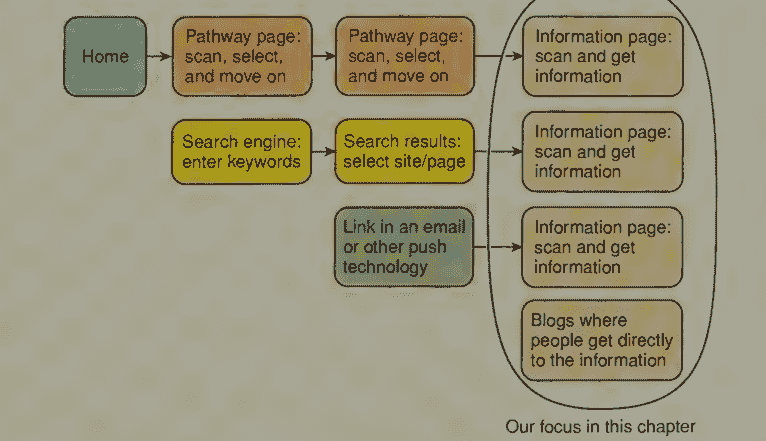 Home
Pathway page:
scan, select,
and move on
Pathway page:
scan, select,
and move on
Information page:
scan and get
information
Search engine:
enter keywords
Search results:
select site/page
Information page:
scan and get
information
Link in an email
or other push
technology
Information page:
scan and get
information
Blogs where
people get directly
to the information
Our focus in this chapter